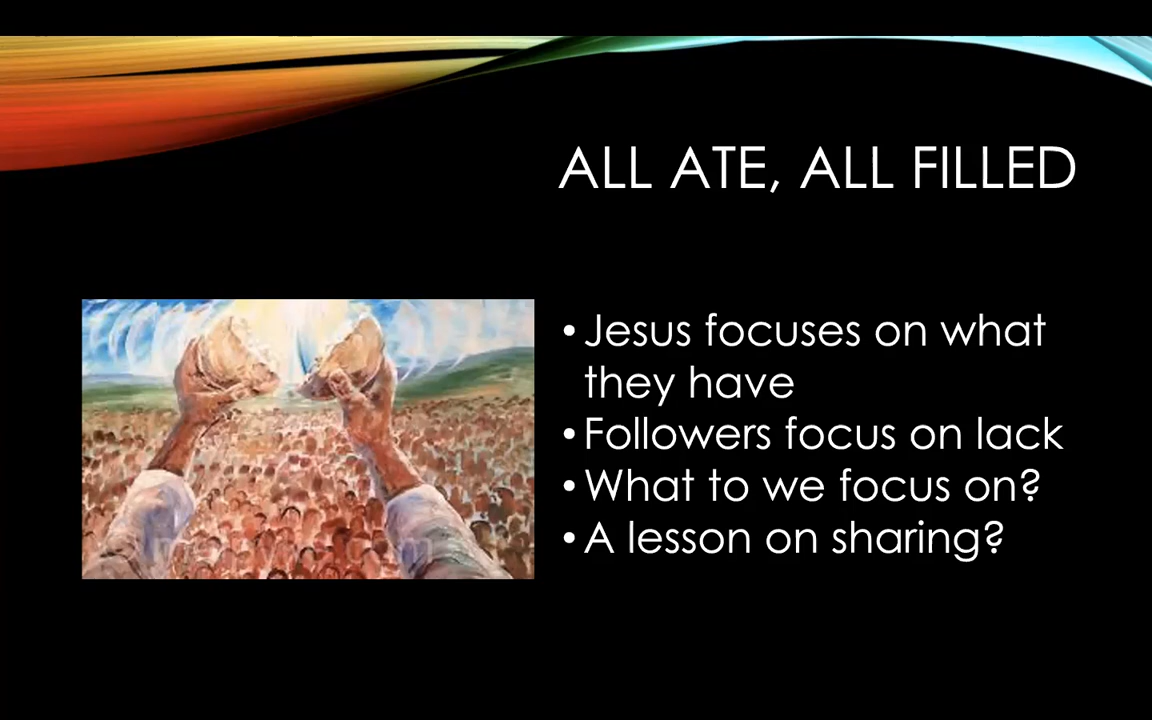 ALL ATE, ALL FILLED
• Jesus focuses on what
they have
• Followers focus on lack
• What to we focus on?
• A lesson on sharing?